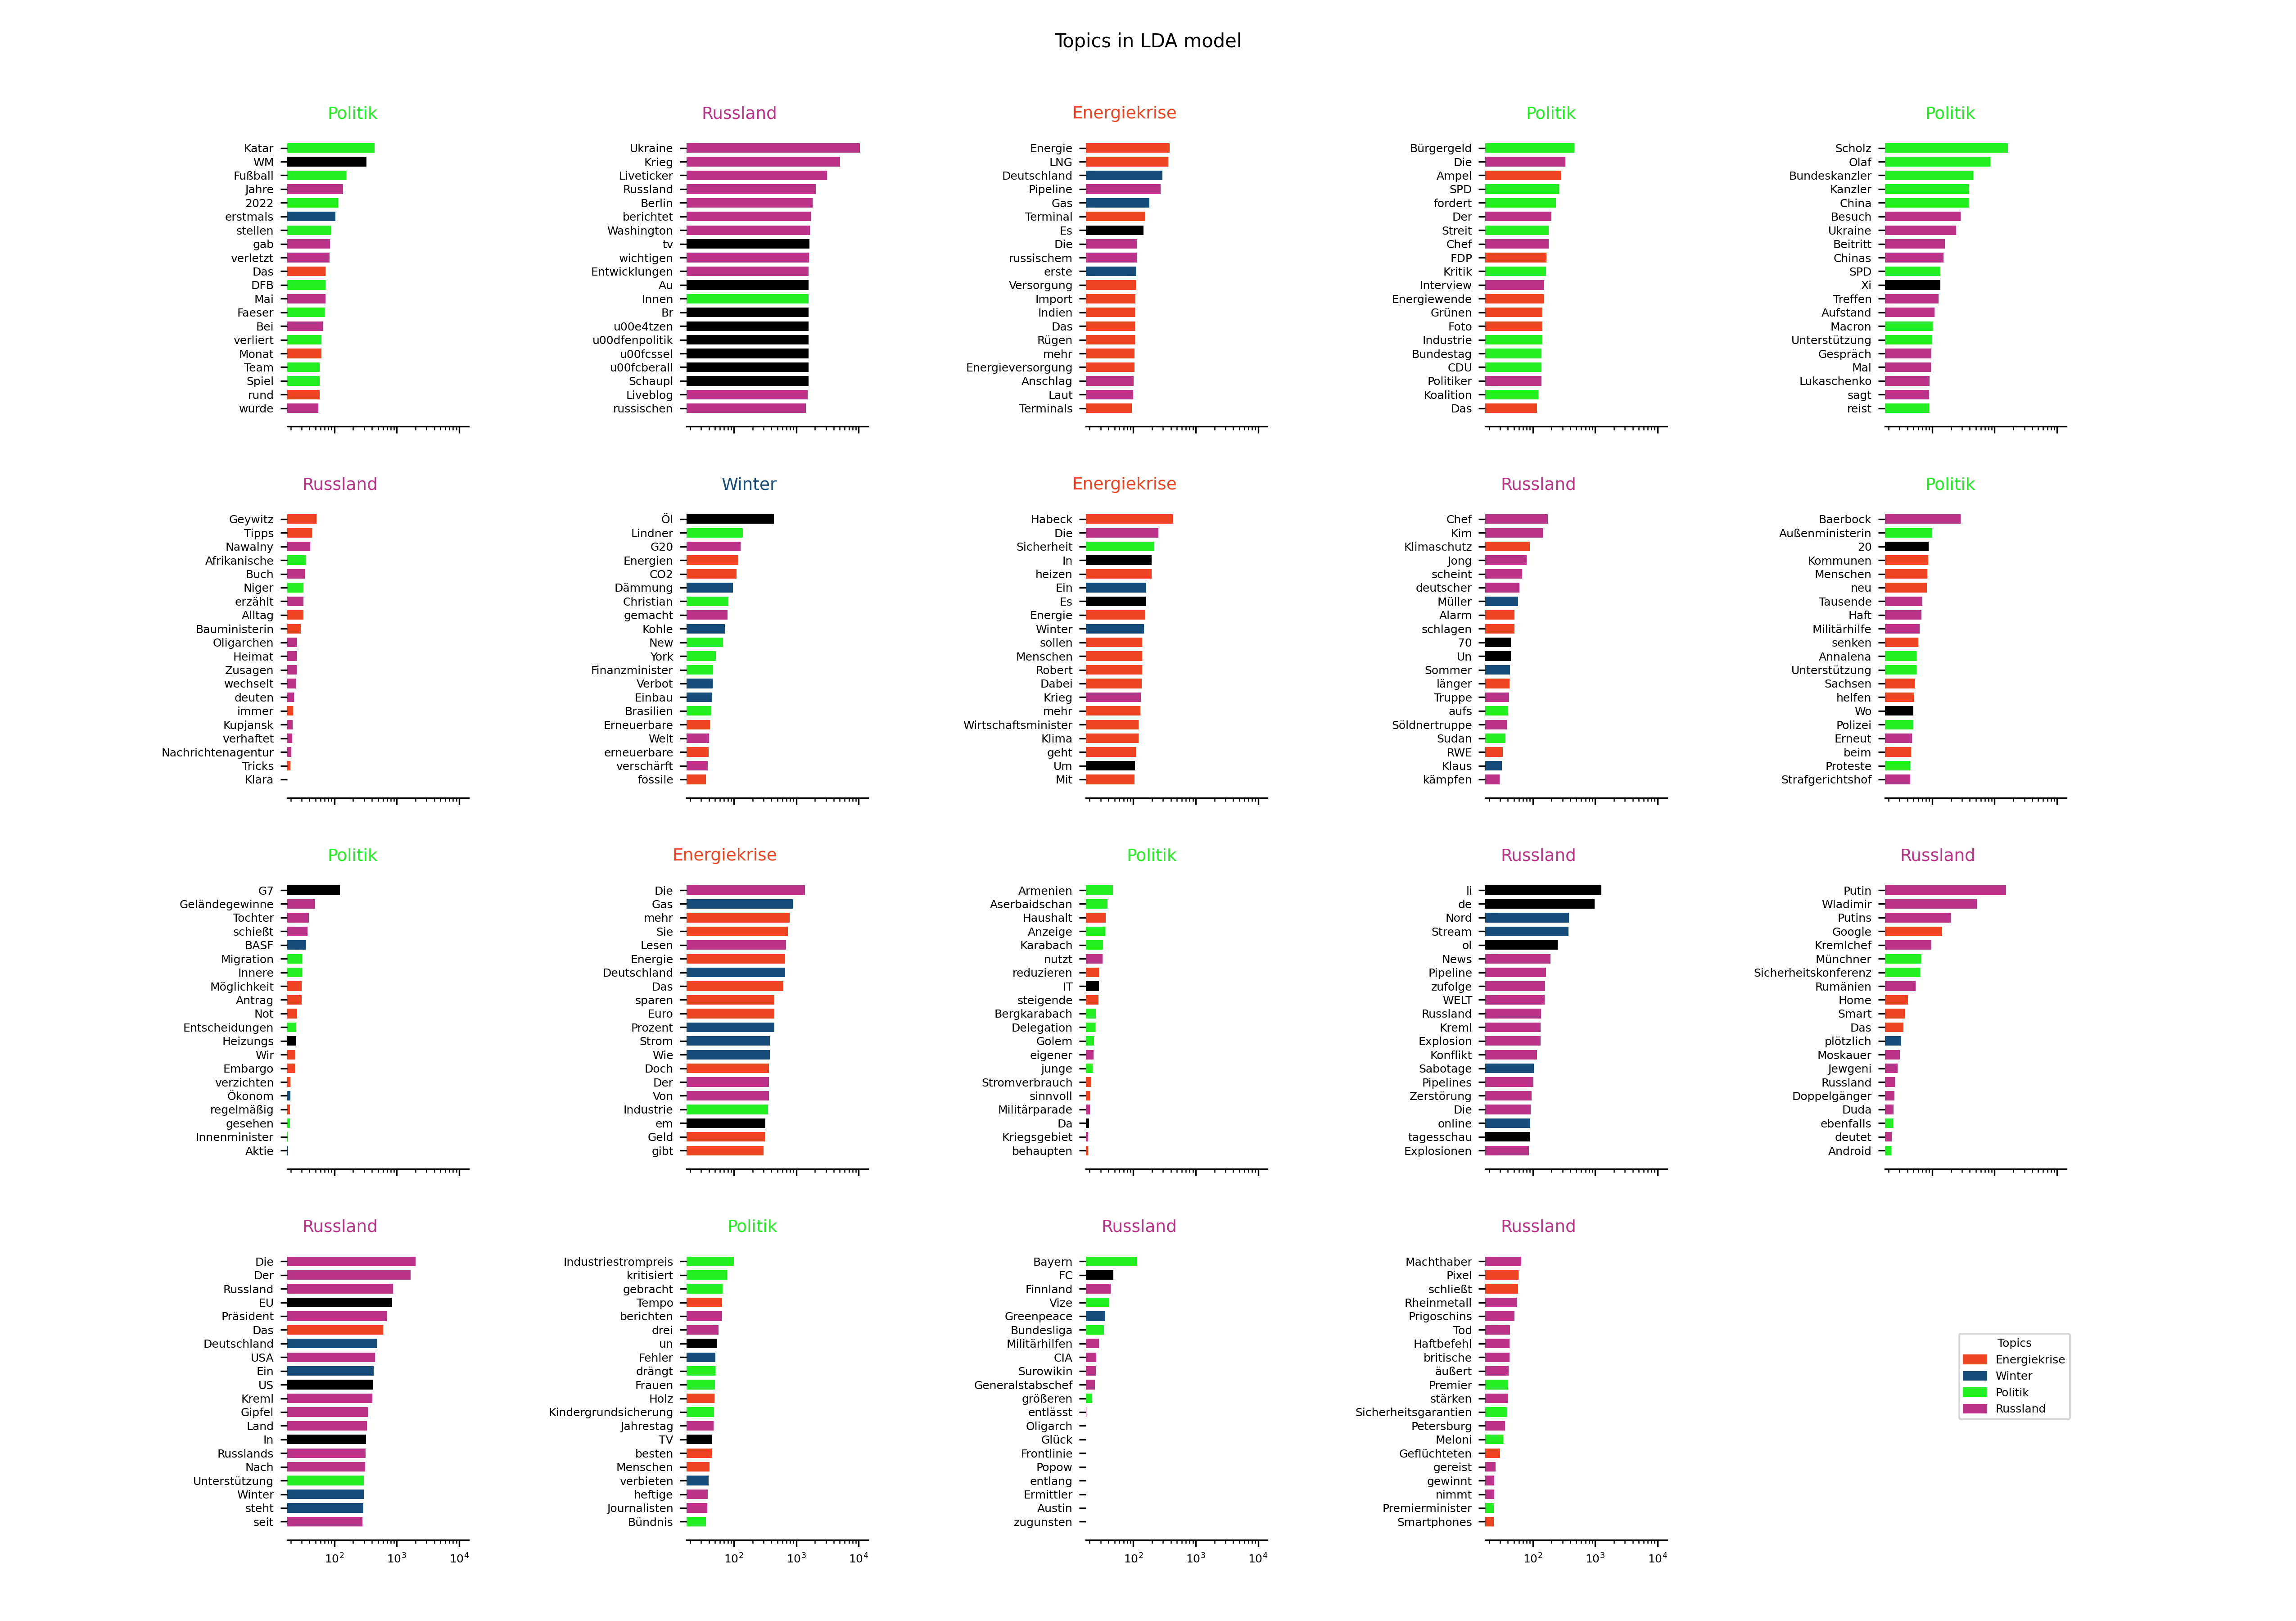 Topics in LDA model
Politik
Katar
WM
Fußball
Jahre
2022
erstmals
stellen
gab
verletzt
Das
DFB
Mai
Faeser
Bei
verliert
Monat
Team
Spiel
rund
wurde
Russland
Ukraine
Krieg
Liveticker
Russland
Berlin
berichtet
Washington
tv
wichtigen
Entwicklungen
Au
Innen
Br
u00e4tzen
u00dfenpolitik
u00fcssel
u00fcberall
Schaupl
Liveblog
russischen
Energiekrise
Energie
LNG
Deutschland
Pipeline
Gas
Terminal
Es
Die
russischem
erste
Versorgung
Import
Indien
Das
Rügen
mehr
Energieversorgung
Anschlag
Laut
Terminals
Politik
Bürgergeld
Die
Ampel
SPD
fordert
Der
Streit
Chef
FDP
Kritik
Interview
Energiewende
Grünen
Foto
Industrie
Bundestag
CDU
Politiker
Koalition
Das
Politik
Scholz
Olaf
Bundeskanzler
Kanzler
China
Besuch
Ukraine
Beitritt
Chinas
SPD
Xi
Treffen
Aufstand
Macron
Unterstützung
Gespräch
Mal
Lukaschenko
sagt
reist
Russland
Geywitz
Tipps
Nawalny
Afrikanische
Buch
Niger
erzählt
Alltag
Bauministerin
Oligarchen
Heimat
Zusagen
wechselt
deuten
immer
Kupjansk
verhaftet
Nachrichtenagentur
Tricks
Klara
Winter
Öl
Lindner
G20
Energien
CO2
Dämmung
Christian
gemacht
Kohle
New
York
Finanzminister
Verbot
Einbau
Brasilien
Erneuerbare
Welt
erneuerbare
verschärft
fossile
Energiekrise
Habeck
Die
Sicherheit
In
heizen
Ein
Es
Energie
Winter
sollen
Menschen
Robert
Dabei
Krieg
mehr
Wirtschaftsminister
Klima
geht
Um
Mit
Russland
Chef
Kim
Klimaschutz
Jong
scheint
deutscher
Müller
Alarm
schlagen
70
Un
Sommer
länger
Truppe
aufs
Söldnertruppe
Sudan
RWE
Klaus
kämpfen
Politik
Baerbock
Außenministerin
20
Kommunen
Menschen
neu
Tausende
Haft
Militärhilfe
senken
Annalena
Unterstützung
Sachsen
helfen
Wo
Polizei
Erneut
beim
Proteste
Strafgerichtshof
Politik
G7
Geländegewinne
Tochter
schießt
BASF
Migration
Innere
Möglichkeit
Antrag
Not
Entscheidungen
Heizungs
Wir
Embargo
verzichten
Ökonom
regelmäßig
gesehen
Innenminister
Aktie
Energiekrise
Die
Gas
mehr
Sie
Lesen
Energie
Deutschland
Das
sparen
Euro
Prozent
Strom
Wie
Doch
Der
Von
Industrie
em
Geld
gibt
Politik
Armenien
Aserbaidschan
Haushalt
Anzeige
Karabach
nutzt
reduzieren
IT
steigende
Bergkarabach
Delegation
Golem
eigener
junge
Stromverbrauch
sinnvoll
Militärparade
Da
Kriegsgebiet
behaupten
Russland
li
de
Nord
Stream
ol
News
Pipeline
zufolge
WELT
Russland
Kreml
Explosion
Konflikt
Sabotage
Pipelines
Zerstörung
Die
online
tagesschau
Explosionen
Russland
Putin
Wladimir
Putins
Google
Kremlchef
Münchner
Sicherheitskonferenz
Rumänien
Home
Smart
Das
plötzlich
Moskauer
Jewgeni
Russland
Doppelgänger
Duda
ebenfalls
deutet
Android
Russland
Die
Der
Russland
EU
Präsident
Das
Deutschland
USA
Ein
US
Kreml
Gipfel
Land
In
Russlands
Nach
Unterstützung
Winter
steht
seit
10²
10³
10⁴
Politik
Industriestrompreis
kritisiert
gebracht
Tempo
berichten
drei
un
Fehler
drängt
Frauen
Holz
Kindergrundsicherung
Jahrestag
TV
besten
Menschen
verbieten
heftige
Journalisten
Bündnis
10²
10³
10⁴
Russland
Bayern
FC
Finnland
Vize
Greenpeace
Bundesliga
Militärhilfen
CIA
Surowikin
Generalstabschef
größeren
entlässt
Oligarch
Glück
Frontlinie
Popow
entlang
Ermittler
Austin
zugunsten
10²
10³
10⁴
Russland
Machthaber
Pixel
schließt
Rheinmetall
Prigoschins
Tod
Haftbefehl
britische
äußert
Premier
stärken
Sicherheitsgarantien
Petersburg
Meloni
Geflüchteten
gereist
gewinnt
nimmt
Premierminister
Smartphones
10²
10³
10⁴
Topics
Energiekrise
Winter
Politik
Russland